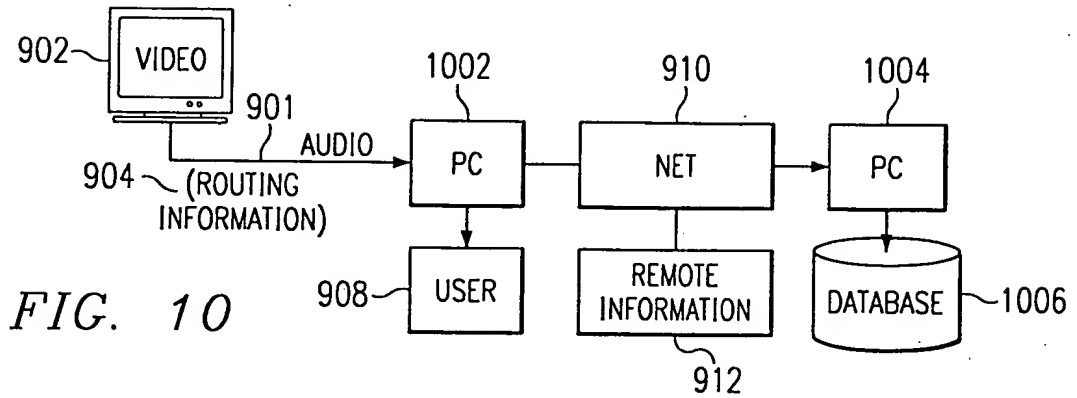 902
VIDEO
901
AUDIO
904
(ROUTING
INFORMATION)
1002
PC
910
NET
1004
PC
908
USER
REMOTE
INFORMATION
912
DATABASE
1006
FIG. 10